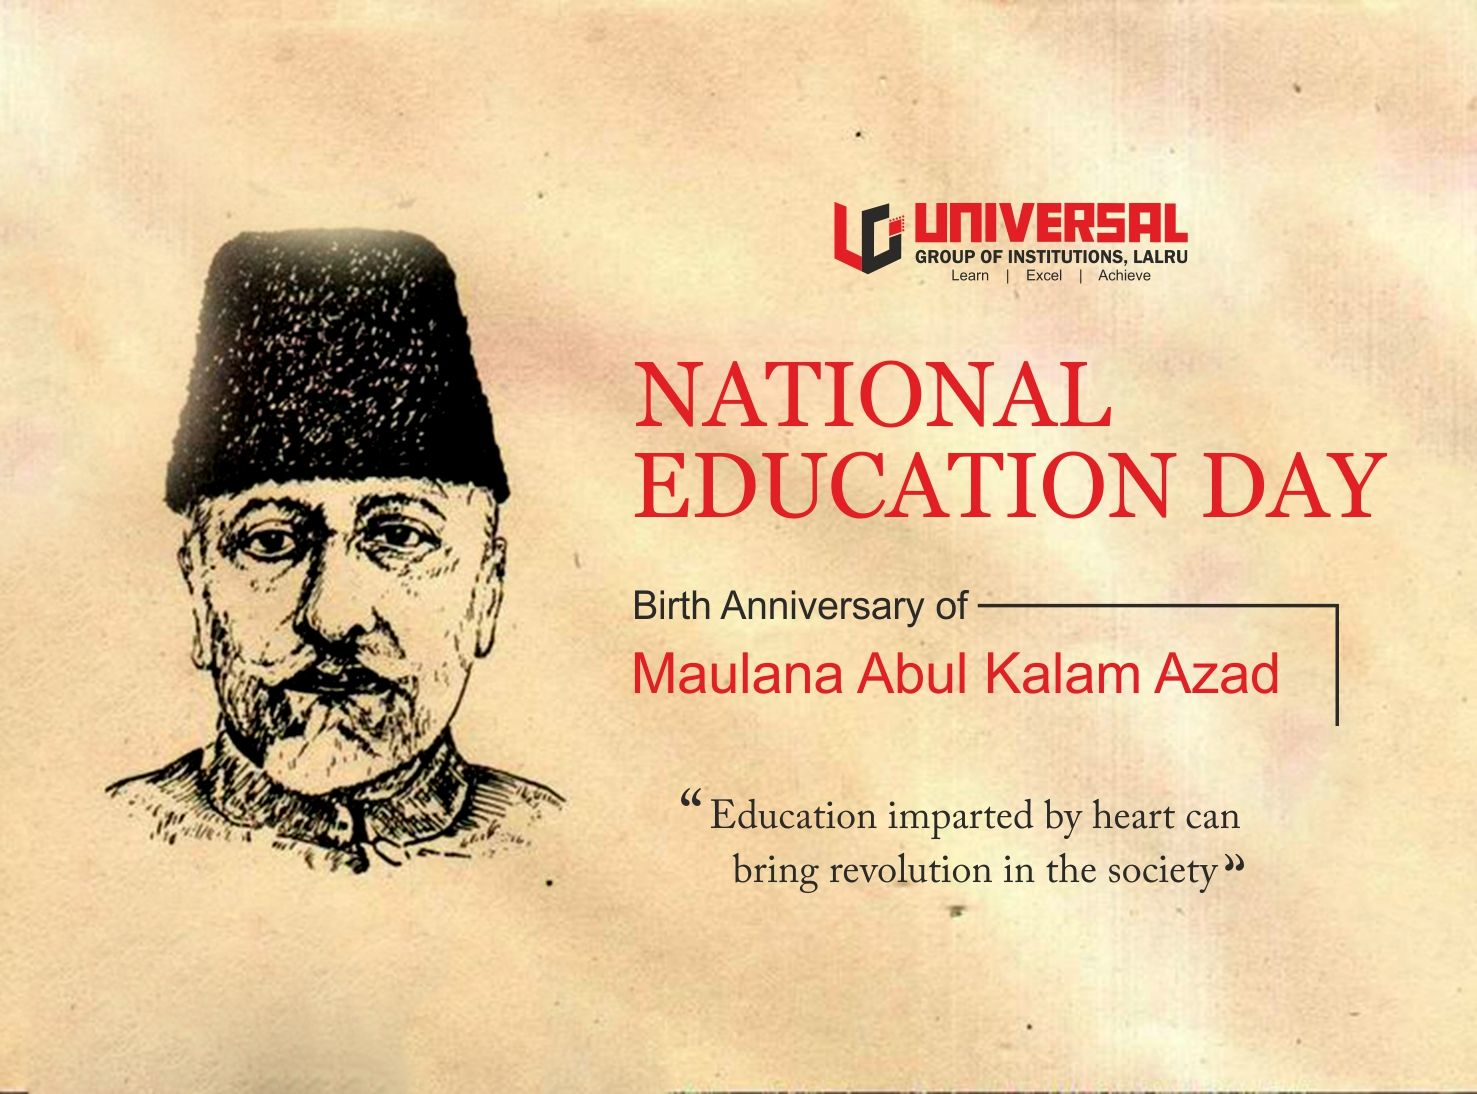 UNIVERSAL
GROUP OF INSTITUTIONS, LALRU
Learn | Excel | Achieve
NATIONAL
EDUCATION DAY
Birth Anniversary of
Maulana Abul Kalam Azad
“Education imparted by heart can
bring revolution in the society”